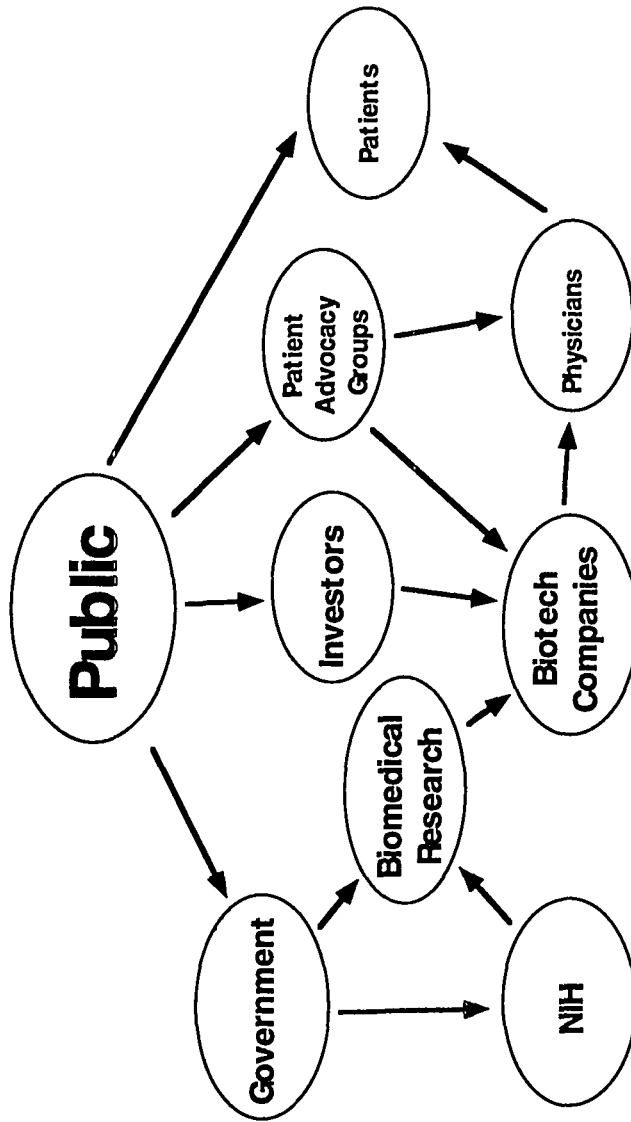 Public
Government
Investors
Patient
Advocacy
Groups
Patients
Biomedical
Research
NIH
Biotech
Companies
Physicians